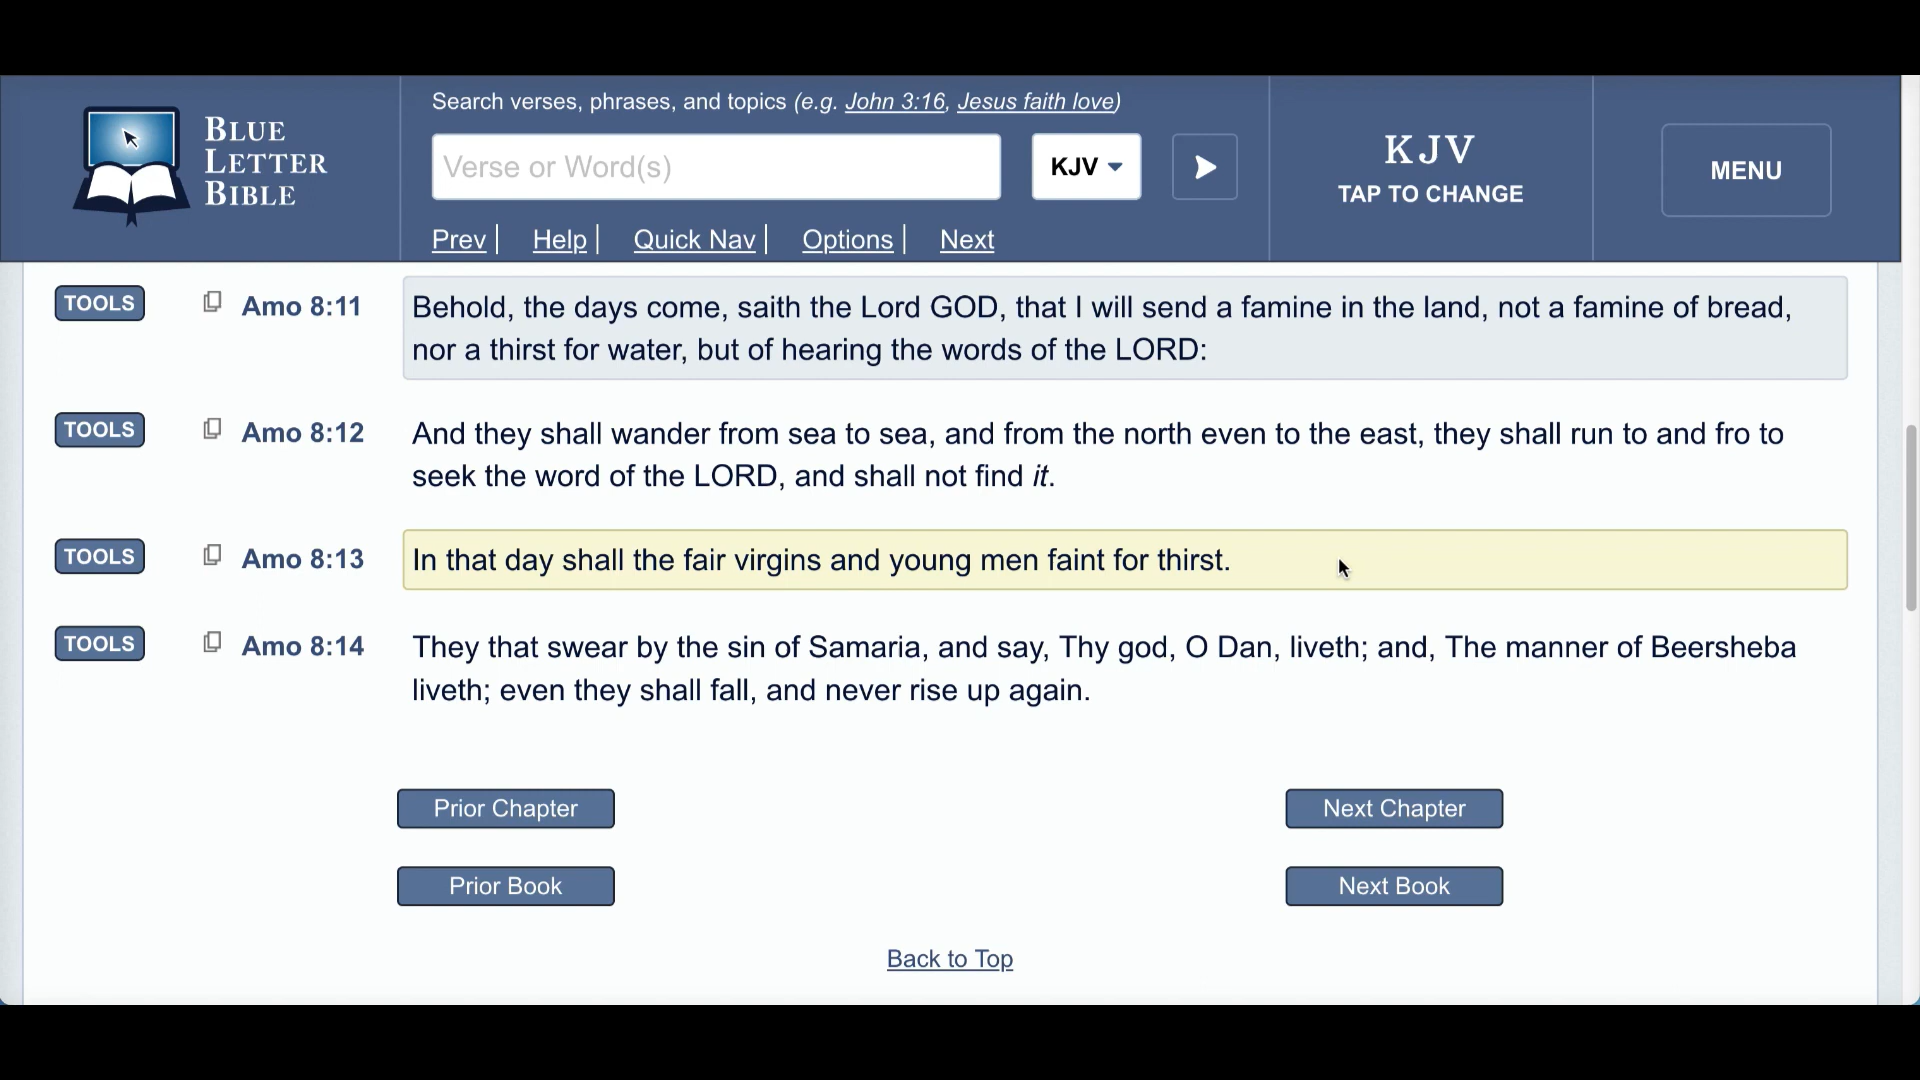 Search verses, phrases, and topics (e.g. John 3:16, Jesus faith love)
BLUE
LETTER
BIBLE
Verse or Word(s)
KJV
KJV
TAP TO CHANGE
MENU
Prev | Help | Quick Nav | Options | Next
TOOLS Amo 8:11 Behold, the days come, saith the Lord GOD, that I will send a famine in the land, not a famine of bread,
nor a thirst for water, but of hearing the words of the LORD:
TOOLS Amo 8:12 And they shall wander from sea to sea, and from the north even to the east, they shall run to and fro to
seek the word of the LORD, and shall not find it.
TOOLS Amo 8:13 In that day shall the fair virgins and young men faint for thirst.
TOOLS Amo 8:14 They that swear by the sin of Samaria, and say, Thy god, O Dan, liveth; and, The manner of Beersheba
liveth; even they shall fall, and never rise up again.
Prior Chapter Next Chapter
Prior Book Next Book
Back to Top